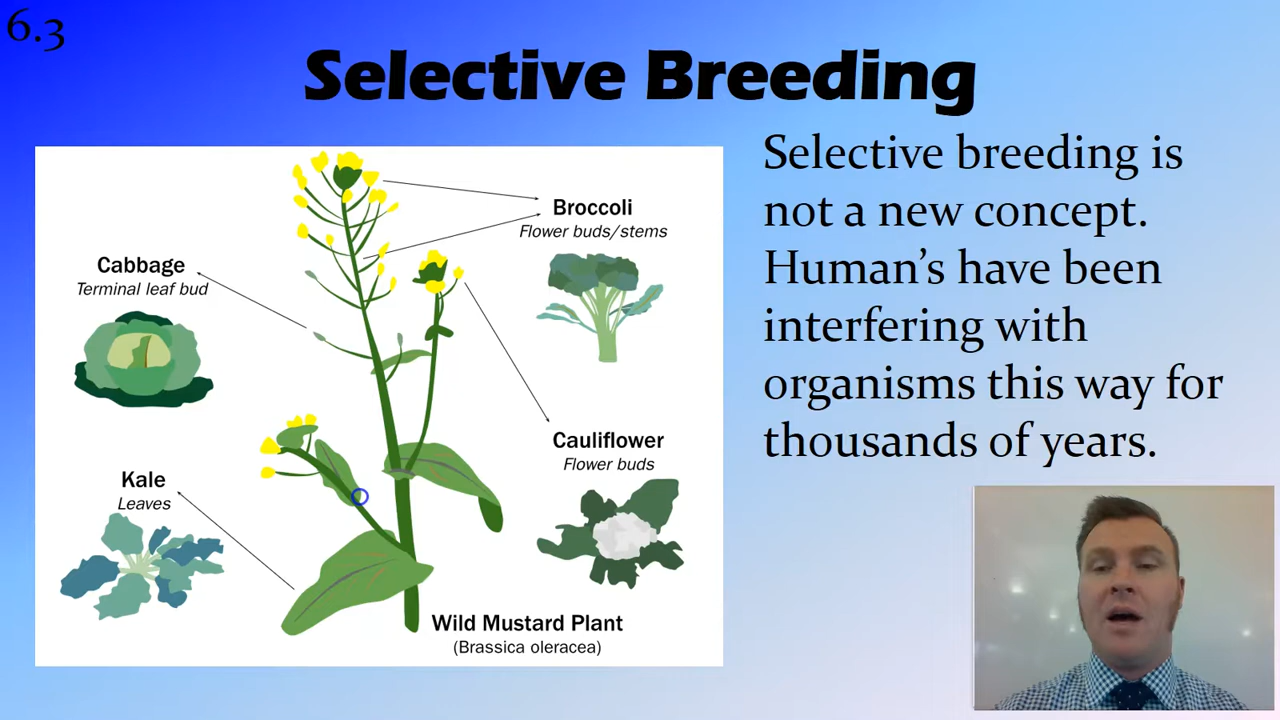 6.3
Selective Breeding
Selective breeding is
not a new concept.
Human’s have been
interfering with
organisms this way for
thousands of years.
Broccoli
Flower buds/stems
Cabbage
Terminal leaf bud
Cauliflower
Flower buds
Kale
Leaves
Wild Mustard Plant
(Brassica oleracea)